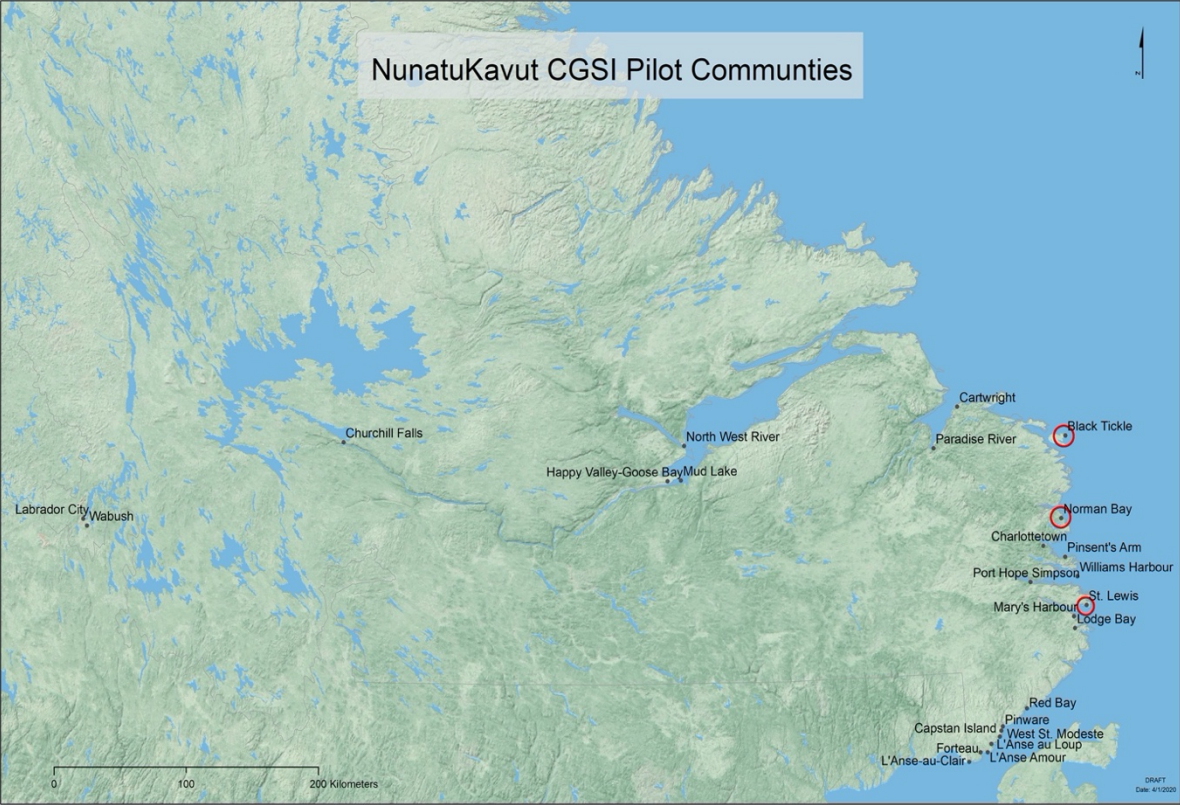 NunatuKavut CGSI Pilot Communties
N
Cartwright
Black Tickle
Churchill Falls
North West River
Paradise River
Happy Valley-Goose Bay
Mud Lake
Labrador City
Wabush
Norman Bay
Charlottetown
Pinsent's Arm
Williams Harbour
Port Hope Simpson
St. Lewis
Mary's Harbour
Lodge Bay
Red Bay
Pinware
Capstan Island
West St. Modeste
L'Anse au Loup
Forteau
L'Anse Amour
L'Anse-au-Clair
0 100 200 Kilometers
DRAFT
Date: 4/1/2020